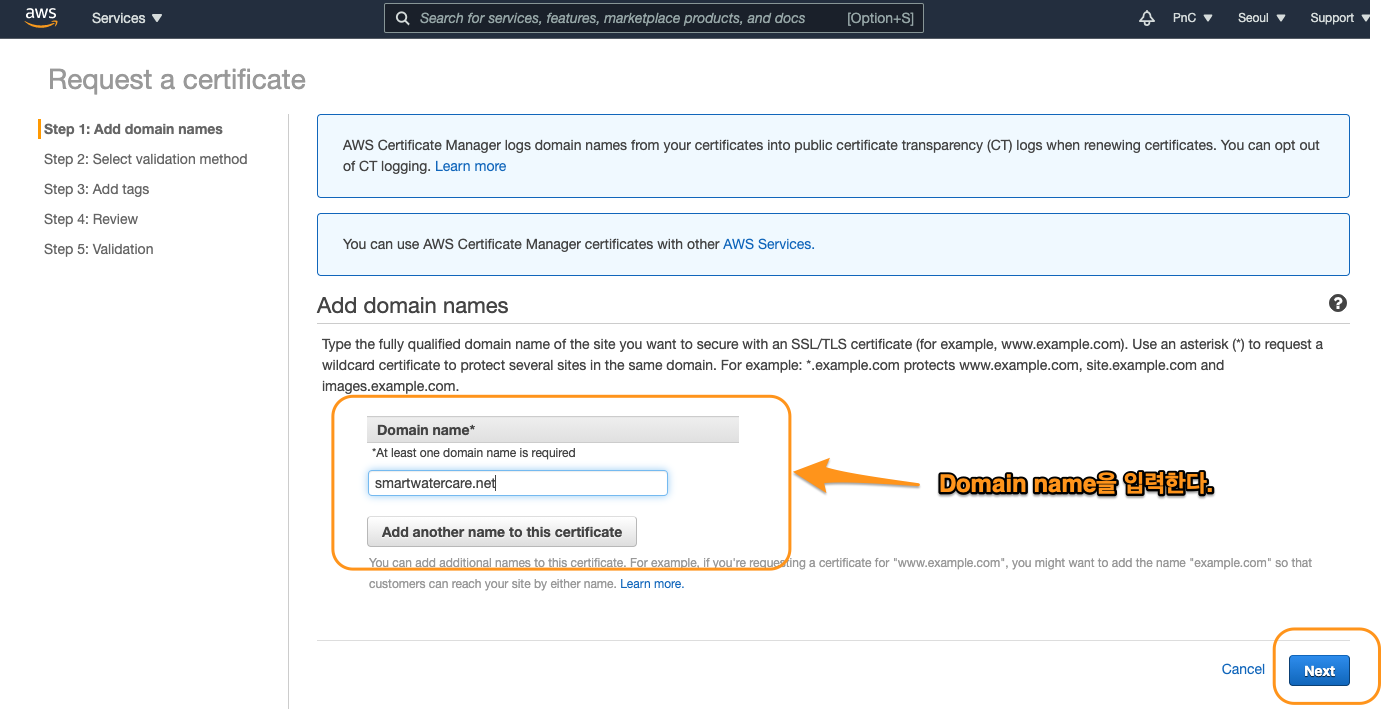 aws
Services ▼
Search for services, features, marketplace products, and docs
[Option+S]
PnC ▼
Seoul ▼
Support ▼
Request a certificate
Step 1: Add domain names
Step 2: Select validation method
Step 3: Add tags
Step 4: Review
Step 5: Validation
AWS Certificate Manager logs domain names from your certificates into public certificate transparency (CT) logs when renewing certificates. You can opt out
of CT logging. Learn more
You can use AWS Certificate Manager certificates with other AWS Services.
Add domain names
?
Type the fully qualified domain name of the site you want to secure with an SSL/TLS certificate (for example, www.example.com). Use an asterisk (*) to request a
wildcard certificate to protect several sites in the same domain. For example: *.example.com protects www.example.com, site.example.com and
images.example.com.
Domain name*
*At least one domain name is required
smartwatercare.net
Domain name을 입력한다.
Add another name to this certificate
You can add additional names to this certificate. For example, if you're requesting a certificate for "www.example.com", you might want to add the name "example.com" so that
customers can reach your site by either name. Learn more.
Cancel
Next